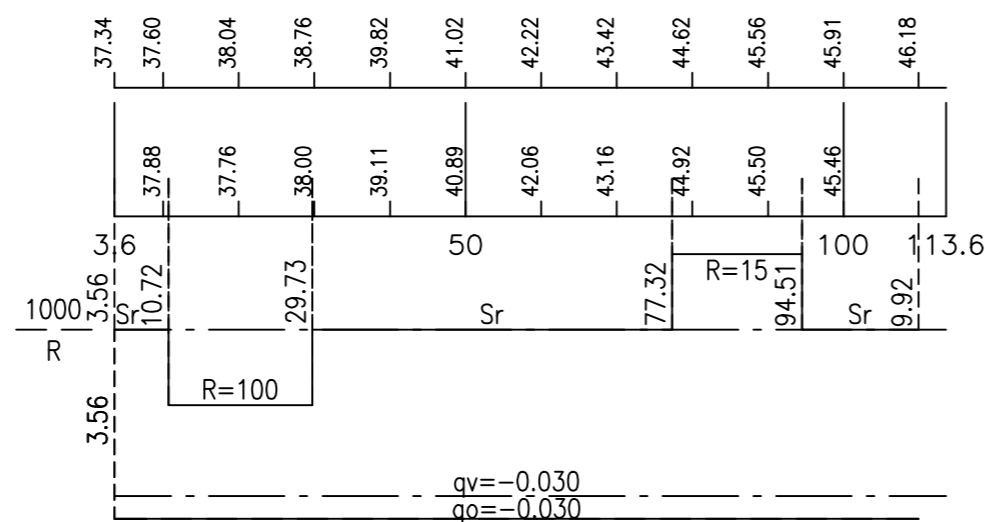 37.34 37.60 38.04 38.76 39.82 41.02 42.22 43.42 44.62 45.56 45.91 46.18
37.88 37.76 38.00 39.11 40.89 42.06 43.16 44.92 45.50 45.46
3.6 50 100 113.6
3.56 10.72 29.73 77.32 R=15 94.51 9.92
1000 Sr Sr Sr
R
R=100
3.56
qv=-0.030
qo=-0.030